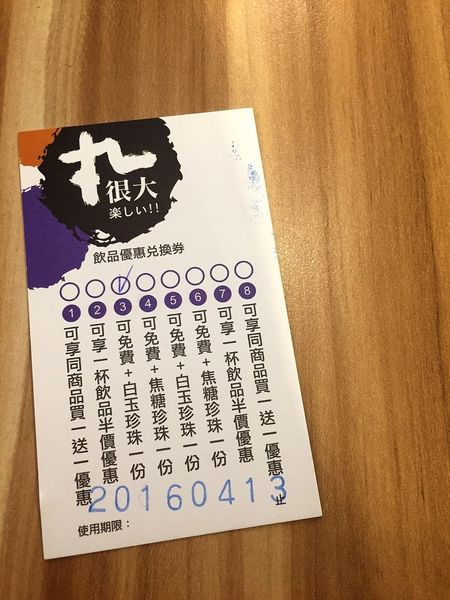 丸
很大
楽しい!!
飲品優惠兌換券
1 可享同商品買一送一優惠
2 可享一杯飲品半價優惠
3 可免費+白玉珍珠一份
4 可免費+焦糖珍珠一份
5 可免費+白玉珍珠一份
6 可免費+焦糖珍珠一份
7 可享一杯飲品半價優惠
8 可享同商品買一送一優惠
20160413
止
使用期限：